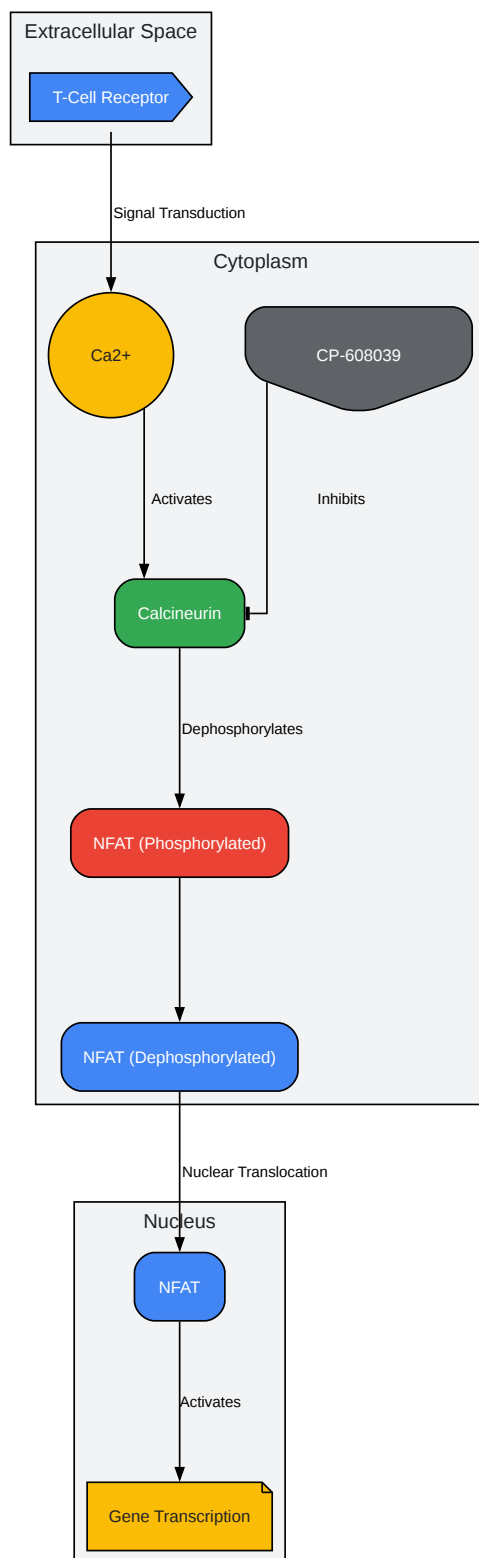 Extracellular Space
T-Cell Receptor
Signal Transduction
Cytoplasm
Ca2+
CP-608039
Activates
Inhibits
Calcineurin
Dephosphorylates
NFAT (Phosphorylated)
NFAT (Dephosphorylated)
Nuclear Translocation
Nucleus
NFAT
Activates
Gene Transcription